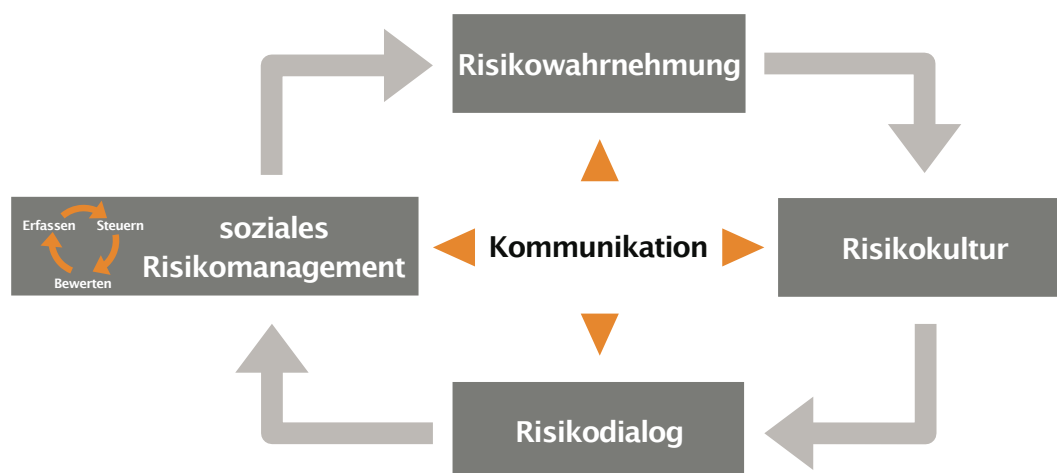 Risikowahrnehmung
Erfassen
Steuern
Bewerten
soziales
Risikomanagement
Kommunikation
Risikokultur
Risikodialog